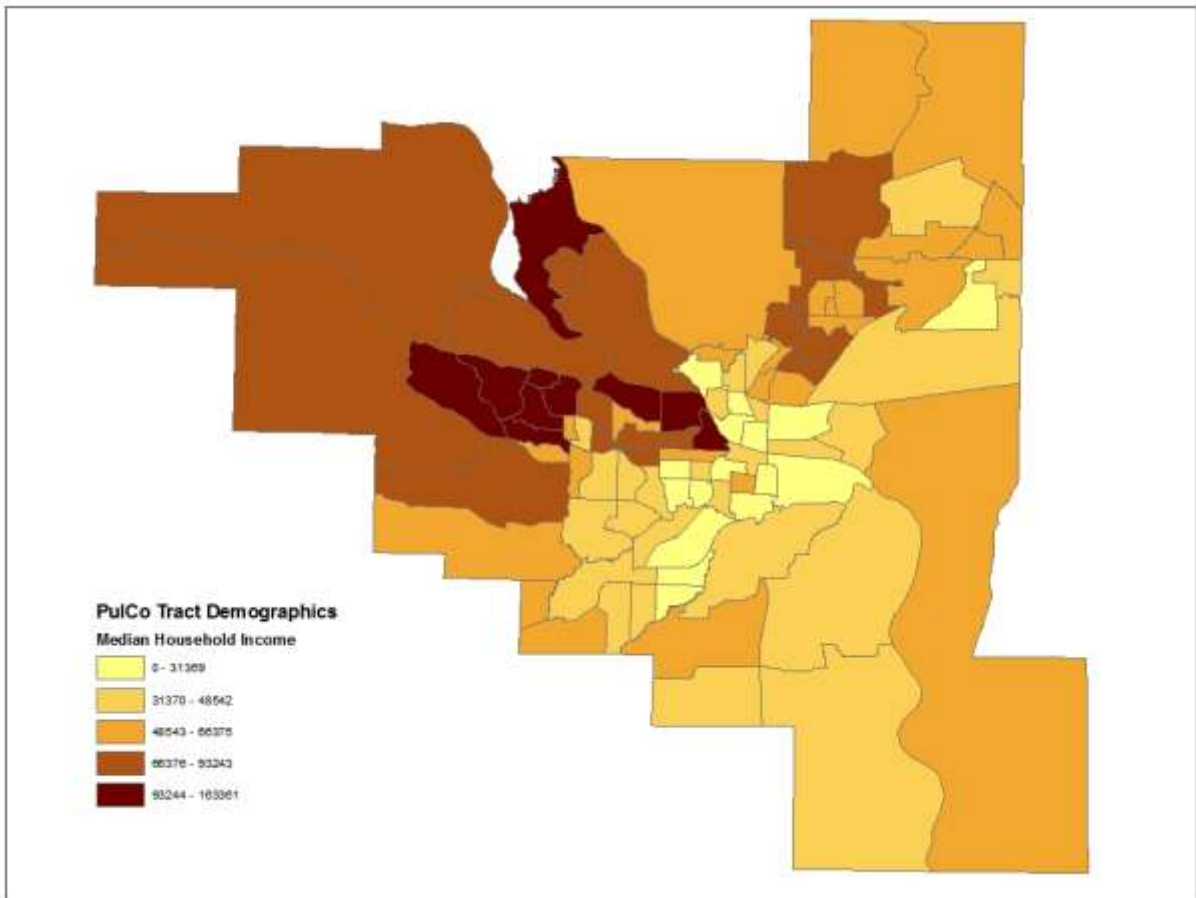 PulCo Tract Demographics
Median Household Income
0 - 31369
31370 - 48542
48543 - 66375
66376 - 93243
93244 - 163361